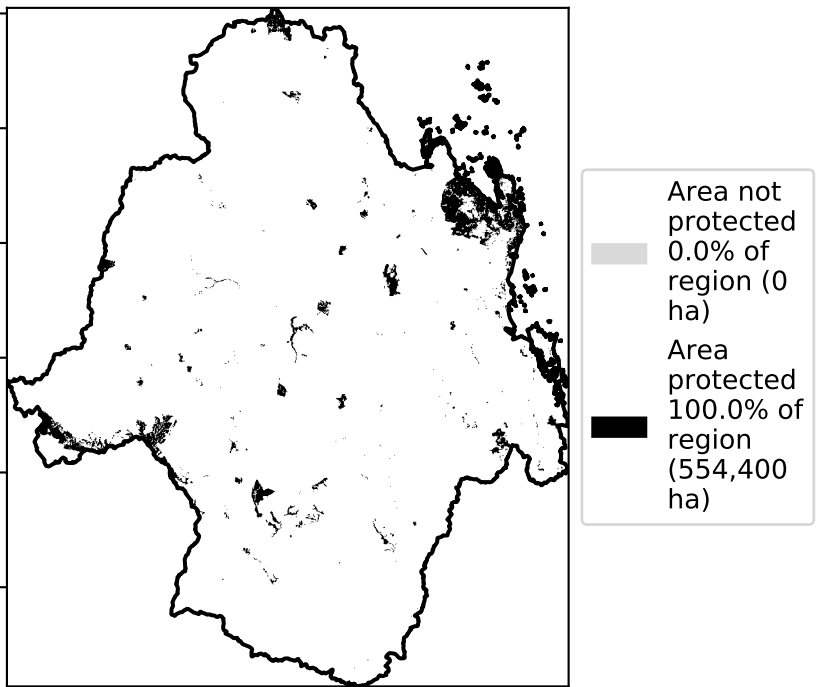 Area not
protected
0.0% of
region (0
ha)
Area
protected
100.0% of
region
(554,400
ha)